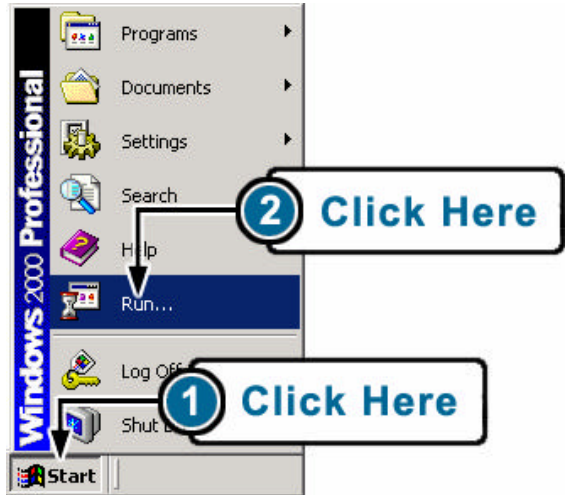 Windows 2000 Professional
Programs
Documents
Settings
Search
2 Click Here
Help
Run...
Log Off
1 Click Here
Shut
Start